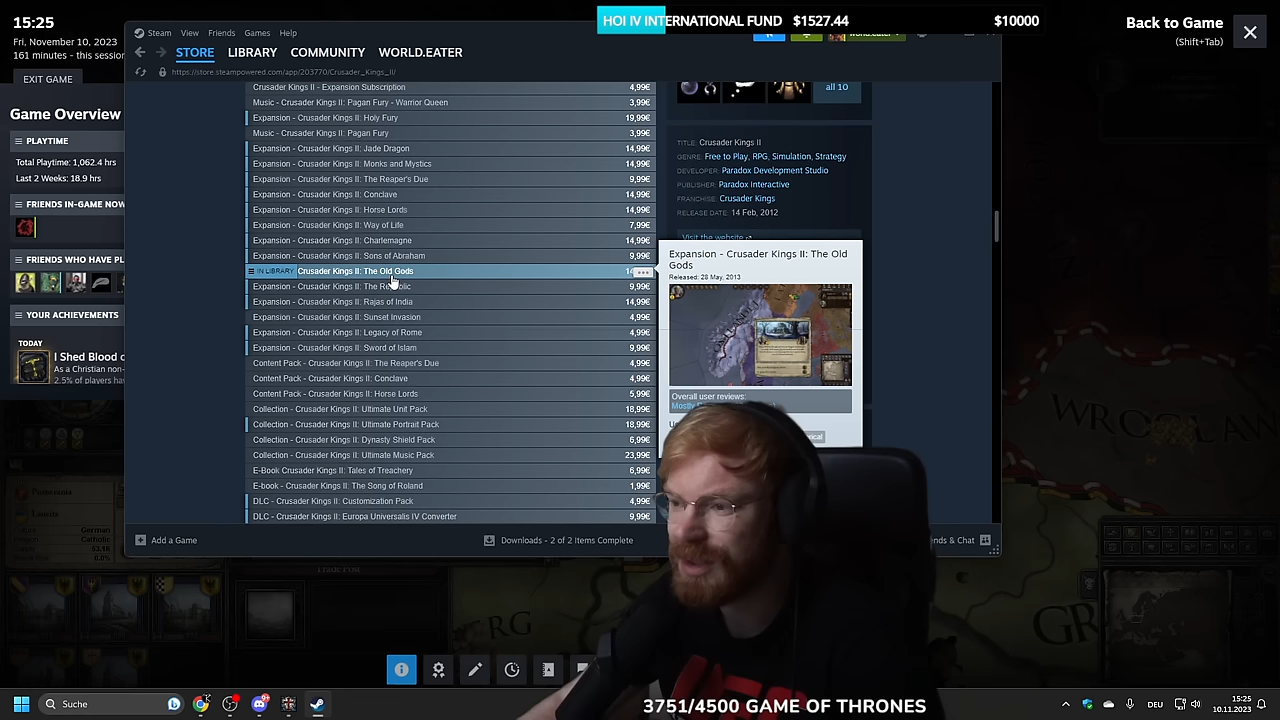 15:25
Fri, November 10, 2023
161 minutes - this session
EXIT GAME
Game Overview
PLAYTIME
Total Playtime: 1,062.4 hrs
Last 2 Weeks: 18.9 hrs
FRIENDS IN-GAME NOW
FRIENDS WHO HAVE PL
YOUR ACHIEVEMENTS
TODAY
I Shed Blood
2.5% of players
HOI IV INTERNATIONAL FUND $1527.44 $10000
Back to Game
(Shift+Tab)
Steam View Friends Games Help
STORE LIBRARY COMMUNITY WORLD.EATER
https://store.steampowered.com/app/203770/Crusader_Kings_II/
Crusader Kings II - Expansion Subscription 4,99€
Music - Crusader Kings II: Pagan Fury - Warrior Queen 3,99€
Expansion - Crusader Kings II: Holy Fury 19,99€
Music - Crusader Kings II: Pagan Fury 3,99€
Expansion - Crusader Kings II: Jade Dragon 14,99€
Expansion - Crusader Kings II: Monks and Mystics 14,99€
Expansion - Crusader Kings II: The Reaper's Due 9,99€
Expansion - Crusader Kings II: Conclave 14,99€
Expansion - Crusader Kings II: Horse Lords 14,99€
Expansion - Crusader Kings II: Way of Life 7,99€
Expansion - Crusader Kings II: Charlemagne 14,99€
Expansion - Crusader Kings II: Sons of Abraham 9,99€
IN LIBRARY Crusader Kings II: The Old Gods
Expansion - Crusader Kings II: The 9,99€
Expansion - Crusader Kings II: Rajas of India 14,99€
Expansion - Crusader Kings II: Sunset Invasion 4,99€
Expansion - Crusader Kings II: Legacy of Rome 4,99€
Expansion - Crusader Kings II: Sword of Islam 9,99€
Content Pack - Crusader Kings II: The Reaper's Due 4,99€
Content Pack - Crusader Kings II: Conclave 4,99€
Content Pack - Crusader Kings II: Horse Lords 5,99€
Collection - Crusader Kings II: Ultimate Unit Pack 18,99€
Collection - Crusader Kings II: Ultimate Portrait Pack 18,99€
Collection - Crusader Kings II: Dynasty Shield Pack 6,99€
Collection - Crusader Kings II: Ultimate Music Pack 23,99€
E-Book Crusader Kings II: Tales of Treachery 6,99€
E-book - Crusader Kings II: The Song of Roland 1,99€
DLC - Crusader Kings II: Customization Pack 4,99€
DLC - Crusader Kings II: Europa Universalis IV Converter 9,99€
all 10
TITLE: Crusader Kings II
GENRE: Free to Play, RPG, Simulation, Strategy
DEVELOPER: Paradox Development Studio
PUBLISHER: Paradox Interactive
FRANCHISE: Crusader Kings
RELEASE DATE: 14 Feb, 2012
Visit the website
Expansion - Crusader Kings II: The Old
Gods
Released: 28 May, 2013
Overall user reviews:
Mostly
Add a Game
Downloads - 2 of 2 Items Complete
& Chat
Suche
DEU
15:25
10.11.2023
3751/4500 GAME OF THRONES